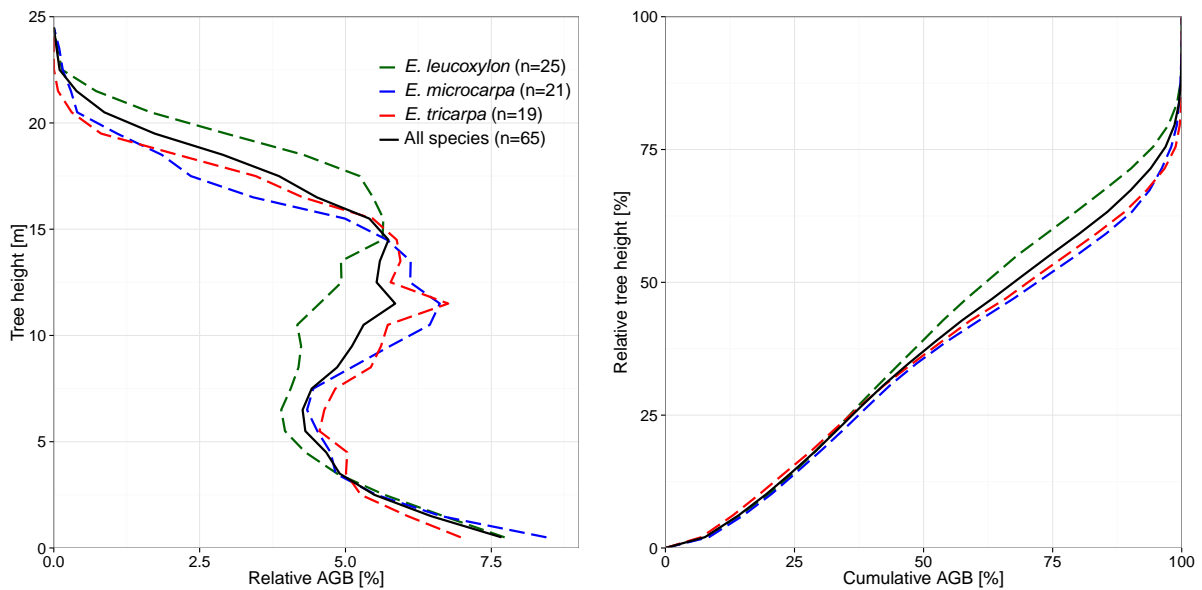 25
20
15
10
5
0
Tree height [m]
0.0
2.5
5.0
7.5
Relative AGB [%]
E. leucoxylon (n=25)
E. microcarpa (n=21)
E. tricarpa (n=19)
All species (n=65)
100
75
50
25
0
Relative tree height [%]
0
25
50
75
100
Cumulative AGB [%]